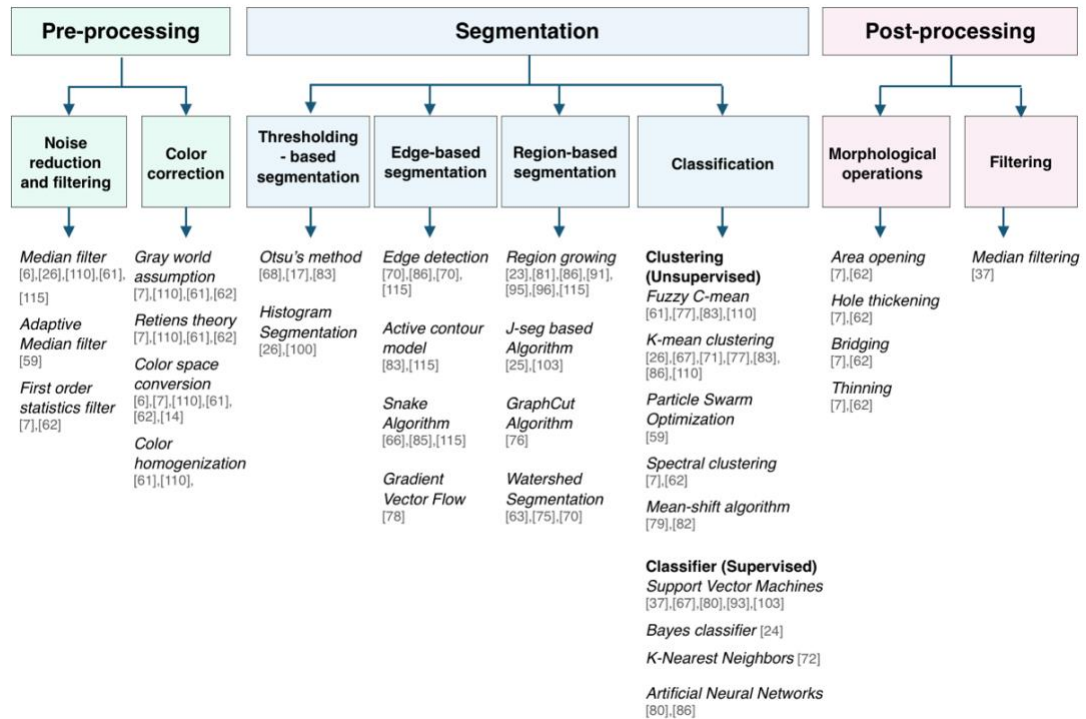 Pre-processing
Segmentation
Post-processing
Noise
reduction
and filtering
Color
correction
Thresholding
- based
segmentation
Edge-based
segmentation
Region-based
segmentation
Classification
Morphological
operations
Filtering
Median filter
[6],[26],[110],[61],
[115]
Adaptive
Median filter
[59]
First order
statistics filter
[7],[62]
Gray world
assumption
[7],[110],[61],[62]
Retiens theory
[7],[110],[61],[62]
Color space
conversion
[6],[7],[110],[61],
[62],[14]
Color
homogenization
[61],[110],
Otsu's method
[68],[17],[83]
Histogram
Segmentation
[26],[100]
Edge detection
[70],[86],[70],
[115]
Active contour
model
[83],[115]
Snake
Algorithm
[66],[85],[115]
Gradient
Vector Flow
[78]
Region growing
[23],[81],[86],[91],
[95],[96],[115]
J-seg based
Algorithm
[25],[103]
GraphCut
Algorithm
[76]
Watershed
Segmentation
[63],[75],[70]
Clustering
(Unsupervised)
Fuzzy C-mean
[61],[77],[83],[110]
K-mean clustering
[26],[67],[71],[77],[83],
[86],[110]
Particle Swarm
Optimization
[59]
Spectral clustering
[7],[62]
Mean-shift algorithm
[79],[82]
Classifier (Supervised)
Support Vector Machines
[37],[67],[80],[93],[103]
Bayes classifier [24]
K-Nearest Neighbors [72]
Artificial Neural Networks
[80],[86]
Area opening
[7],[62]
Hole thickening
[7],[62]
Bridging
[7],[62]
Thinning
[7],[62]
Median filtering
[37]